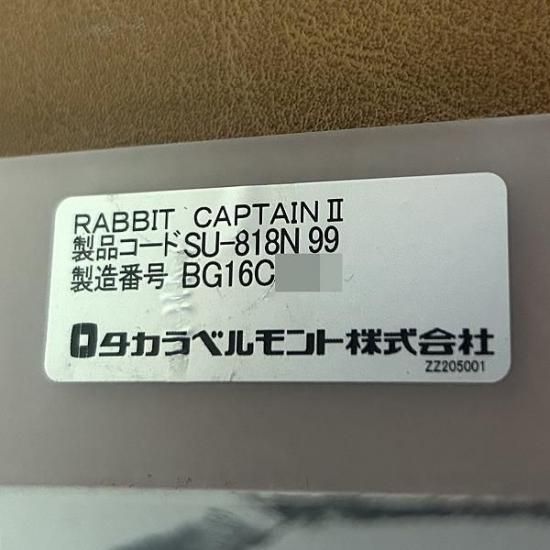 RABBIT CAPTAIN Ⅱ
製品コード SU-818N 99
製造番号 BG16C
タカラベルモント株式会社
ZZ205001